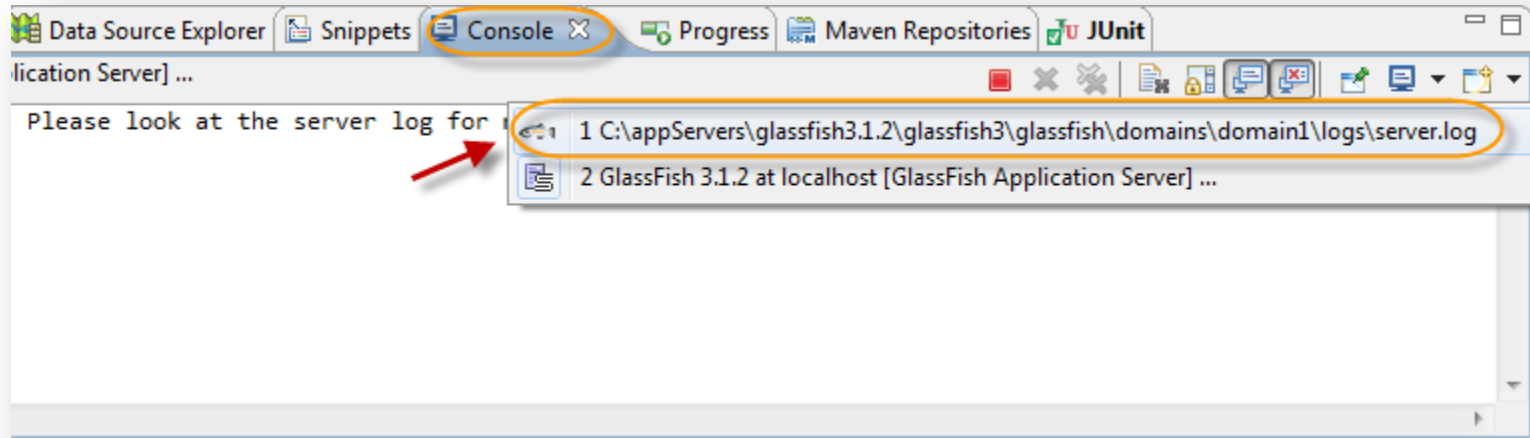 Data Source Explorer Snippets Console Progress Maven Repositories JUnit
lication Server] ...
Please look at the server log for
1 C:\appServers\glassfish3.1.2\glassfish3\glassfish\domains\domain1\logs\server.log
2 GlassFish 3.1.2 at localhost [GlassFish Application Server] ...